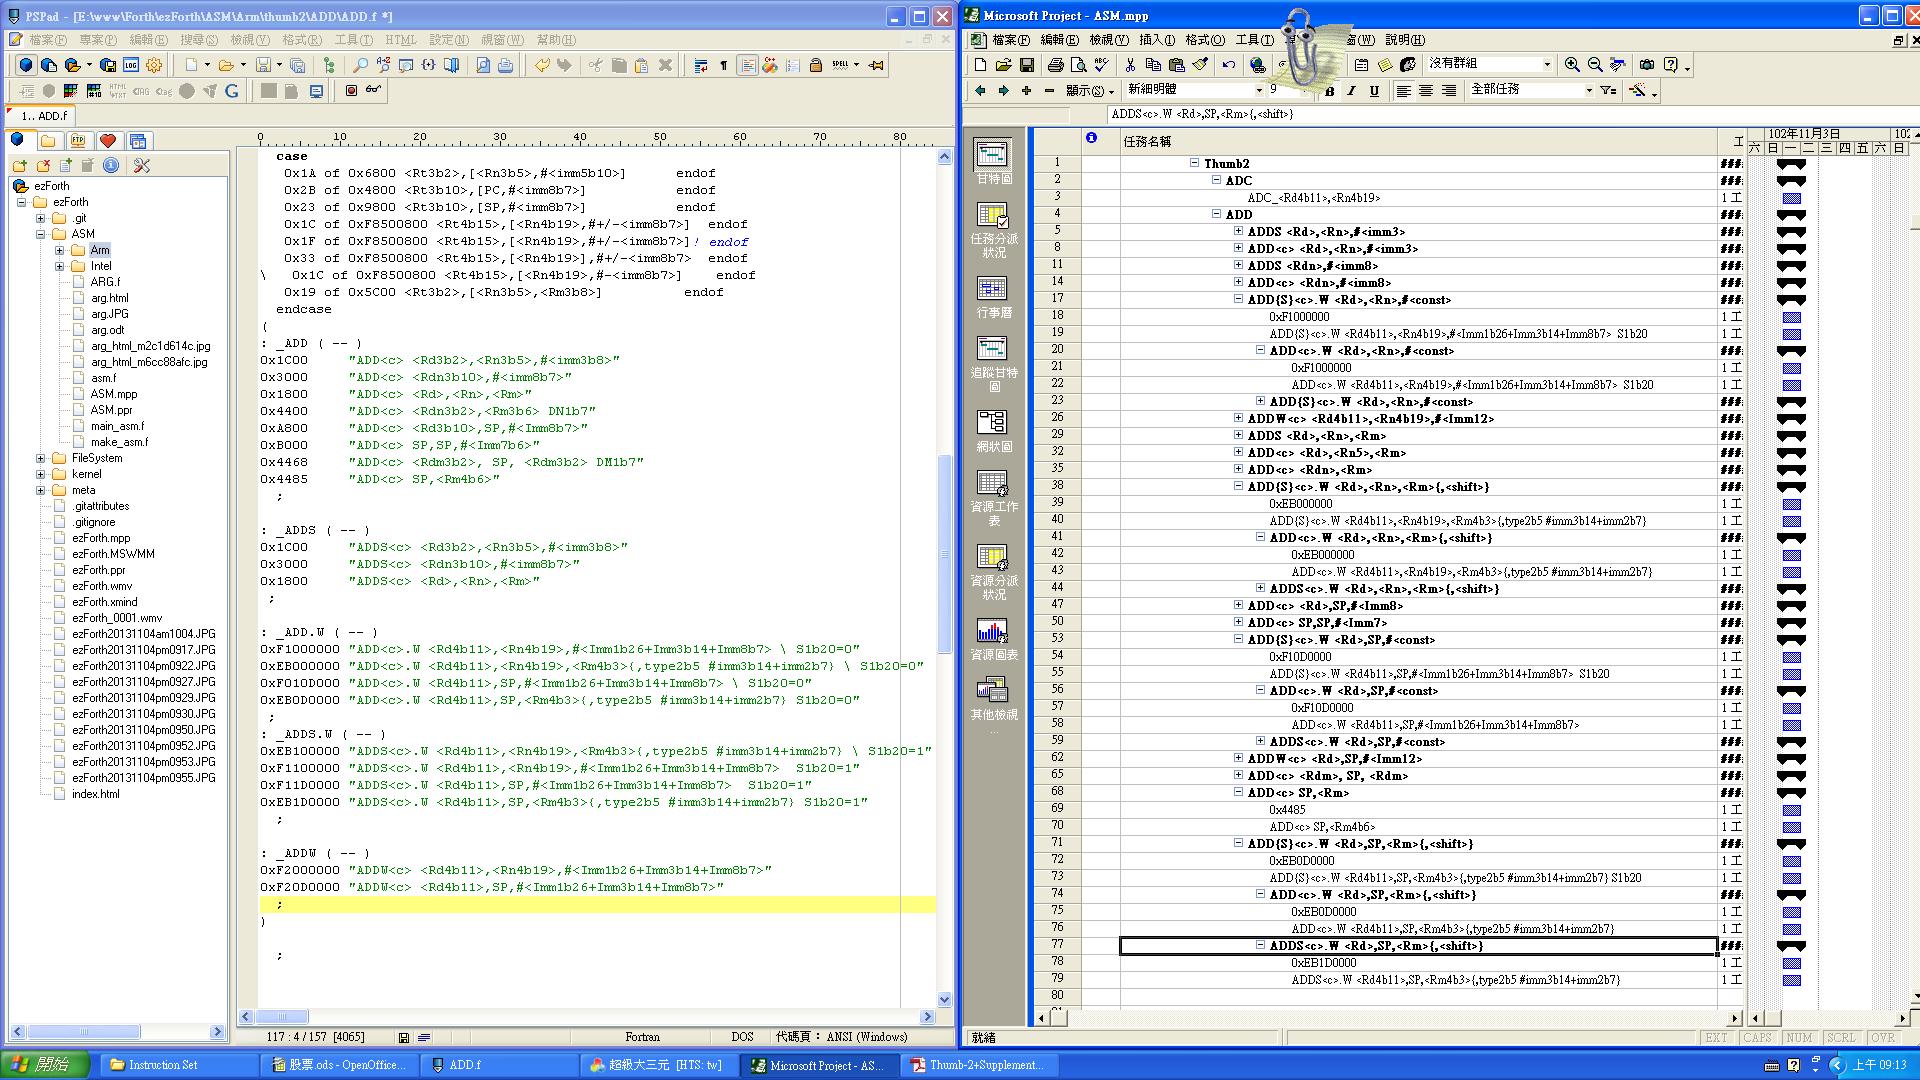 PSPad - [E:\www\Forth\ezForth\ASM\Arm\thumb2\ADD\ADD.f *]
檔案(F) 專案(P) 編輯(E) 搜尋(S) 檢視(V) 格式(R) 工具(T) HTML 設定(N) 視窗(W) 幫助(H)
1.. ADD.f
0 10 20 30 40 50 60 70 80
ezForth
ezForth
.git
ASM
Arm
Intel
ARG.f
arg.html
arg.JPG
arg.odt
arg_html_m2c1d614c.jpg
arg_html_m6cc88afc.jpg
asm.f
ASM.mpp
ASM.ppr
main_asm.f
make_asm.f
FileSystem
kernel
meta
.gitattributes
.gitignore
ezForth.mpp
ezForth.MSWMM
ezForth.ppr
ezForth.wmv
ezForth.xmind
ezForth_0001.wmv
ezForth20131104am1004.JPG
ezForth20131104pm0917.JPG
ezForth20131104pm0922.JPG
ezForth20131104pm0927.JPG
ezForth20131104pm0929.JPG
ezForth20131104pm0930.JPG
ezForth20131104pm0950.JPG
ezForth20131104pm0952.JPG
ezForth20131104pm0953.JPG
ezForth20131104pm0955.JPG
index.html
case
0x1A of 0x6800 <Rt3b2>,[<Rn3b5>,#<imm5b10>] endof
0x2B of 0x4800 <Rt3b10>,[PC,#<imm8b7>] endof
0x23 of 0x9800 <Rt3b10>,[SP,#<imm8b7>] endof
0x1C of 0xF8500800 <Rt4b15>,[<Rn4b19>,#+/-<imm8b7>] endof
0x1F of 0xF8500800 <Rt4b15>,[<Rn4b19>,#+/-<imm8b7>]! endof
0x33 of 0xF8500800 <Rt4b15>,[<Rn4b19>],#+/-<imm8b7> endof
\ 0x1C of 0xF8500800 <Rt4b15>,[<Rn4b19>,#-<imm8b7>] endof
0x19 of 0x5C00 <Rt3b2>,[<Rn3b5>,<Rm3b8>] endof
endcase
(
: _ADD ( -- )
0x1C00 "ADD<c> <Rd3b2>,<Rn3b5>,#<imm3b8>"
0x3000 "ADD<c> <Rdn3b10>,#<imm8b7>"
0x1800 "ADD<c> <Rd>,<Rn>,<Rm>"
0x4400 "ADD<c> <Rdn3b2>,<Rm3b6> DN1b7"
0xA800 "ADD<c> <Rd3b10>,SP,#<Imm8b7>"
0xB000 "ADD<c> SP,SP,#<Imm7b6>"
0x4468 "ADD<c> <Rdm3b2>, SP, <Rdm3b2> DM1b7"
0x4485 "ADD<c> SP,<Rm4b6>"
;
: _ADDS ( -- )
0x1C00 "ADDS<c> <Rd3b2>,<Rn3b5>,#<imm3b8>"
0x3000 "ADDS<c> <Rdn3b10>,#<imm8b7>"
0x1800 "ADDS<c> <Rd>,<Rn>,<Rm>"
;
: _ADD.W ( -- )
0xF1000000 "ADD<c>.W <Rd4b11>,<Rn4b19>,#<Imm1b26+Imm3b14+Imm8b7> \ S1b20=0"
0xEB000000 "ADD<c>.W <Rd4b11>,<Rn4b19>,<Rm4b3>{,type2b5 #imm3b14+imm2b7} \ S1b20=0"
0xF010D000 "ADD<c>.W <Rd4b11>,SP,#<Imm1b26+Imm3b14+Imm8b7> \ S1b20=0"
0xEB0D0000 "ADD<c>.W <Rd4b11>,SP,<Rm4b3>{,type2b5 #imm3b14+imm2b7} S1b20=0"
;
: _ADDS.W ( -- )
0xEB100000 "ADDS<c>.W <Rd4b11>,<Rn4b19>,<Rm4b3>{,type2b5 #imm3b14+imm2b7} \ S1b20=1"
0xF1100000 "ADDS<c>.W <Rd4b11>,<Rn4b19>,#<Imm1b26+Imm3b14+Imm8b7> S1b20=1"
0xF11D0000 "ADDS<c>.W <Rd4b11>,SP,#<Imm1b26+Imm3b14+Imm8b7> S1b20=1"
0xEB1D0000 "ADDS<c>.W <Rd4b11>,SP,<Rm4b3>{,type2b5 #imm3b14+imm2b7} S1b20=1"
;
: _ADDW ( -- )
0xF2000000 "ADDW<c> <Rd4b11>,<Rn4b19>,#<Imm1b26+Imm3b14+Imm8b7>"
0xF20D0000 "ADDW<c> <Rd4b11>,SP,#<Imm1b26+Imm3b14+Imm8b7>"
;
)
;
117 : 4 / 157 [4065] Fortran DOS 代碼頁： ANSI (Windows)
Microsoft Project - ASM.mpp
檔案(F) 編輯(E) 檢視(V) 插入(I) 格式(O) 工具(T) (W) 說明(H)
沒有群組
顯示(S) 新細明體 9 B I U 全部任務
ADDS<c>.W <Rd>,SP,<Rm>{,<shift>}
甘特圖
任務分派狀況
行事曆
追蹤甘特圖
網狀圖
資源工作表
資源分派狀況
資源圖表
其他檢視
...
任務名稱 工 102年11月3日 102
六 日 一 二 三 四 五 六 日
1 Thumb2 ###
2 ADC ###
3 ADC_<Rd4b11>,<Rn4b19> 1 工
4 ADD ###
5 ADDS <Rd>,<Rn>,#<imm3> ###
8 ADD<c> <Rd>,<Rn>,#<imm3> ###
11 ADDS <Rdn>,#<imm8> ###
14 ADD<c> <Rdn>,#<imm8> ###
17 ADD{S}<c>.W <Rd>,<Rn>,#<const> ###
18 0xF1000000 1 工
19 ADD{S}<c>.W <Rd4b11>,<Rn4b19>,#<Imm1b26+Imm3b14+Imm8b7> S1b20 1 工
20 ADD<c>.W <Rd>,<Rn>,#<const> ###
21 0xF1000000 1 工
22 ADD<c>.W <Rd4b11>,<Rn4b19>,#<Imm1b26+Imm3b14+Imm8b7> S1b20 1 工
23 ADD{S}<c>.W <Rd>,<Rn>,#<const> ###
26 ADDW<c> <Rd4b11>,<Rn4b19>,#<Imm12> ###
29 ADDS <Rd>,<Rn>,<Rm> ###
32 ADD<c> <Rd>,<Rn5>,<Rm> ###
35 ADD<c> <Rdn>,<Rm> ###
38 ADD{S}<c>.W <Rd>,<Rn>,<Rm>{,<shift>} ###
39 0xEB000000 1 工
40 ADD{S}<c>.W <Rd4b11>,<Rn4b19>,<Rm4b3>{,type2b5 #imm3b14+imm2b7} 1 工
41 ADD<c>.W <Rd>,<Rn>,<Rm>{,<shift>} ###
42 0xEB000000 1 工
43 ADD<c>.W <Rd4b11>,<Rn4b19>,<Rm4b3>{,type2b5 #imm3b14+imm2b7} 1 工
44 ADDS<c>.W <Rd>,<Rn>,<Rm>{,<shift>} ###
47 ADD<c> <Rd>,SP,#<Imm8> ###
50 ADD<c> SP,SP,#<Imm7> ###
53 ADD{S}<c>.W <Rd>,SP,#<const> ###
54 0xF10D0000 1 工
55 ADD{S}<c>.W <Rd4b11>,SP,#<Imm1b26+Imm3b14+Imm8b7> S1b20 1 工
56 ADD<c>.W <Rd>,SP,#<const> ###
57 0xF10D0000 1 工
58 ADD<c>.W <Rd4b11>,SP,#<Imm1b26+Imm3b14+Imm8b7> 1 工
59 ADDS<c>.W <Rd>,SP,#<const> ###
62 ADDW<c> <Rd>,SP,#<Imm12> ###
65 ADD<c> <Rdm>, SP, <Rdm> ###
68 ADD<c> SP,<Rm> ###
69 0x4485 1 工
70 ADD<c> SP,<Rm4b6> 1 工
71 ADD{S}<c>.W <Rd>,SP,<Rm>{,<shift>} ###
72 0xEB0D0000 1 工
73 ADD{S}<c>.W <Rd4b11>,SP,<Rm4b3>{,type2b5 #imm3b14+imm2b7} S1b20 1 工
74 ADD<c>.W <Rd>,SP,<Rm>{,<shift>} ###
75 0xEB0D0000 1 工
76 ADD<c>.W <Rd4b11>,SP,<Rm4b3>{,type2b5 #imm3b14+imm2b7} 1 工
77 ADDS<c>.W <Rd>,SP,<Rm>{,<shift>} ###
78 0xEB1D0000 1 工
79 ADDS<c>.W <Rd4b11>,SP,<Rm4b3>{,type2b5 #imm3b14+imm2b7} 1 工
80
就緒 EXT CAPS NUM SCRL OVR
開始 Instruction Set 股票.ods - OpenOffice... ADD.f 超級大三元 [HTS: tw] Microsoft Project - AS... Thumb-2+Supplement... 上午 09:13